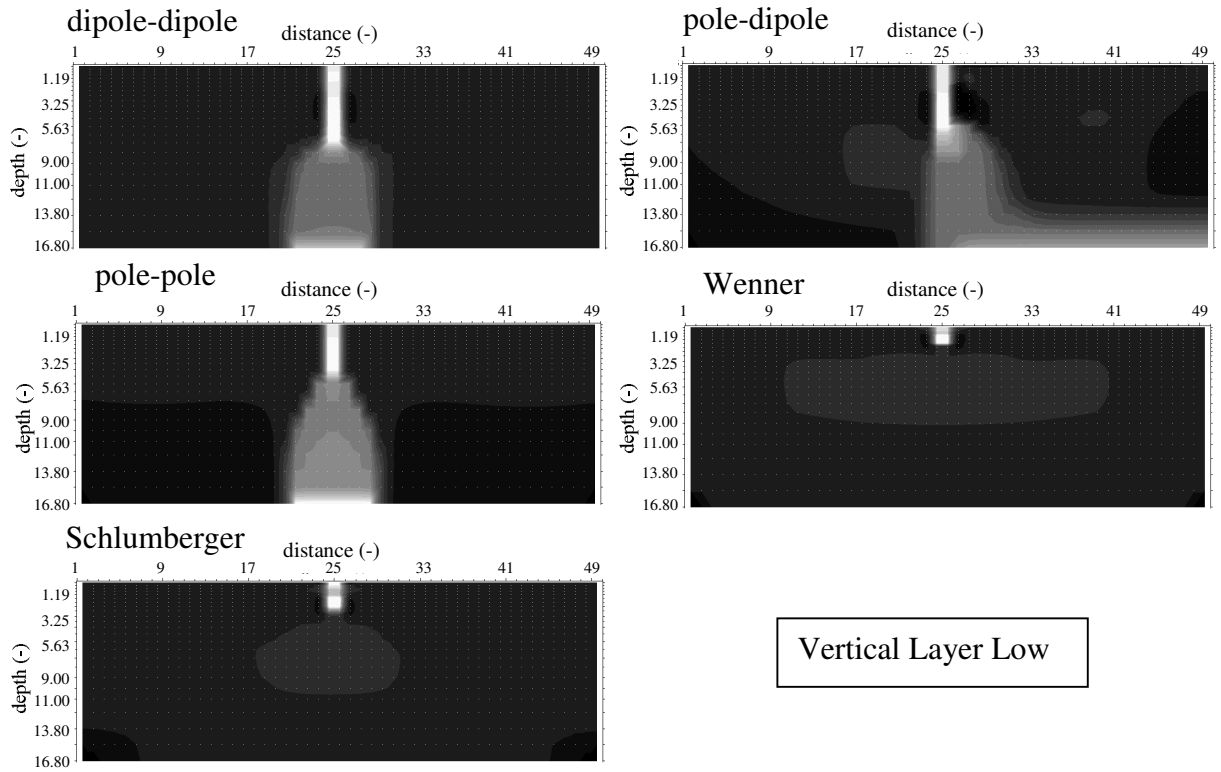 dipole-dipole
distance (-)
1 9 17 25 33 41 49
depth (-)
1.19
3.25
5.63
9.00
11.00
13.80
16.80
pole-dipole
distance (-)
1 9 17 25 33 41 49
depth (-)
1.19
3.25
5.63
9.00
11.00
13.80
16.80
pole-pole
distance (-)
1 9 17 25 33 41 49
depth (-)
1.19
3.25
5.63
9.00
11.00
13.80
16.80
Wenner
distance (-)
1 9 17 25 33 41 49
depth (-)
1.19
3.25
5.63
9.00
11.00
13.80
16.80
Schlumberger
distance (-)
1 9 17 25 33 41 49
depth (-)
1.19
3.25
5.63
9.00
11.00
13.80
16.80
Vertical Layer Low